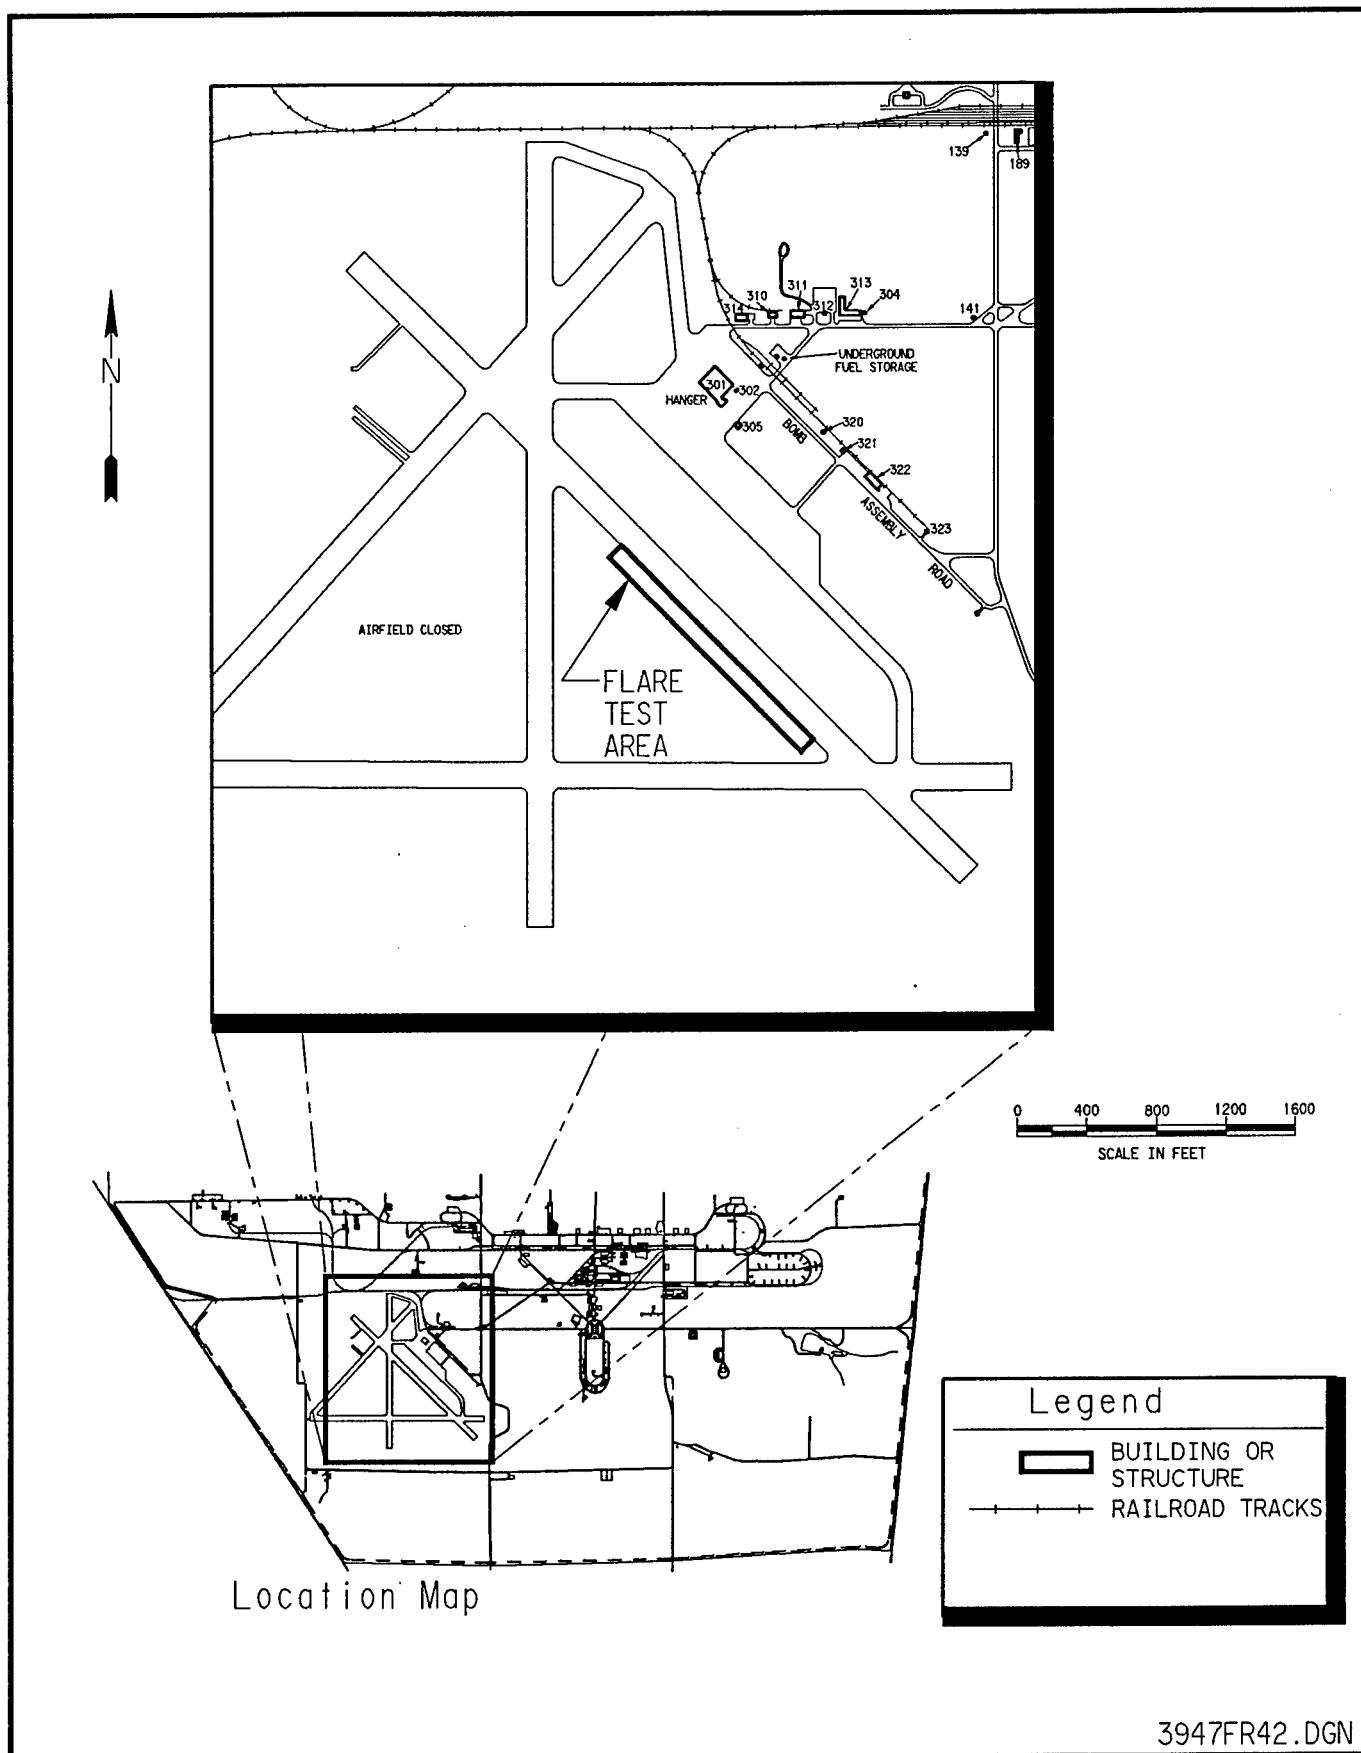 139
189
N
310
311
313
304
314
312
141
UNDERGROUND
FUEL STORAGE
301
302
HANGER
305
320
321
322
323
BOMB
ASSEMBLY
ROAD
AIRFIELD CLOSED
FLARE
TEST
AREA
0 400 800 1200 1600
SCALE IN FEET
Legend
BUILDING OR
STRUCTURE
RAILROAD TRACKS
Location Map
3947FR42.DGN